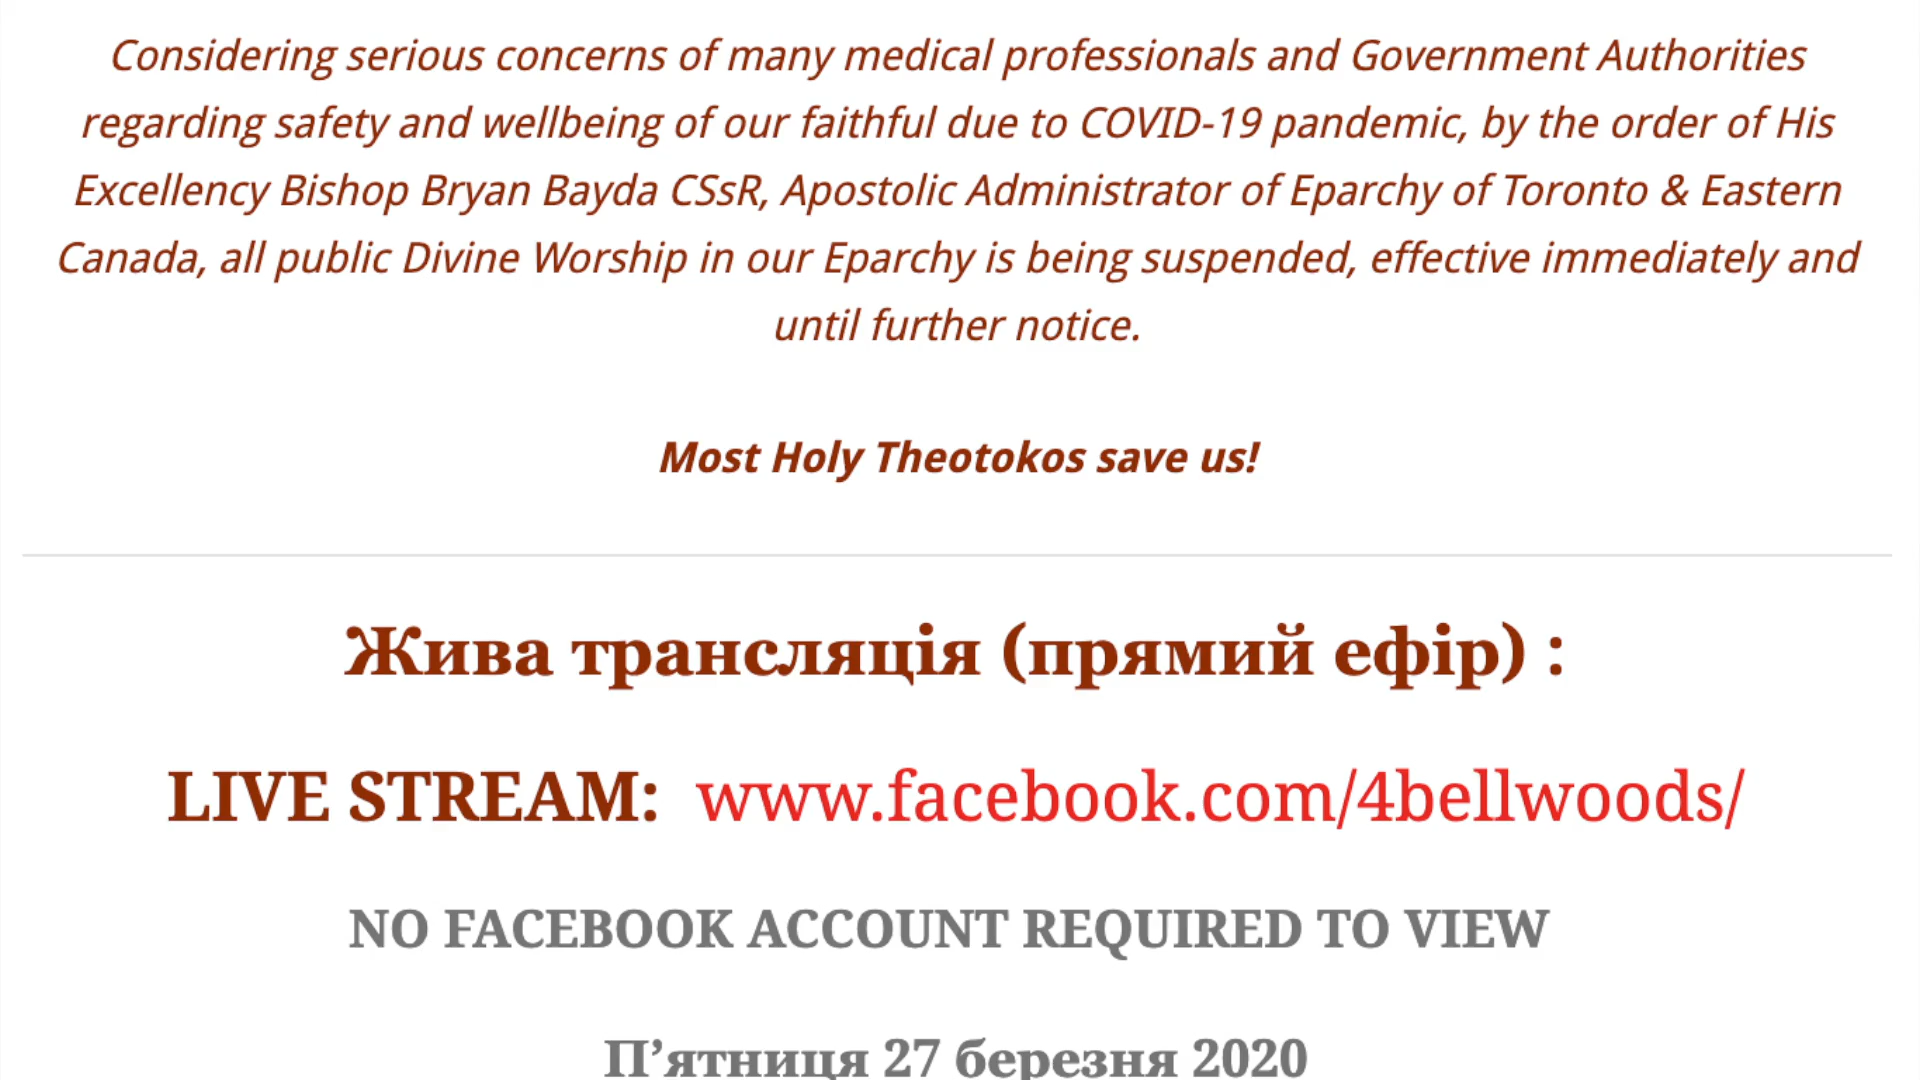 Considering serious concerns of many medical professionals and Government Authorities
regarding safety and wellbeing of our faithful due to COVID-19 pandemic, by the order of His
Excellency Bishop Bryan Bayda CSsR, Apostolic Administrator of Eparchy of Toronto & Eastern
Canada, all public Divine Worship in our Eparchy is being suspended, effective immediately and
until further notice.
Most Holy Theotokos save us!
Жива трансляція (прямий ефір) :
LIVE STREAM: www.facebook.com/4bellwoods/
NO FACEBOOK ACCOUNT REQUIRED TO VIEW
П’ятниця 27 березня 2020